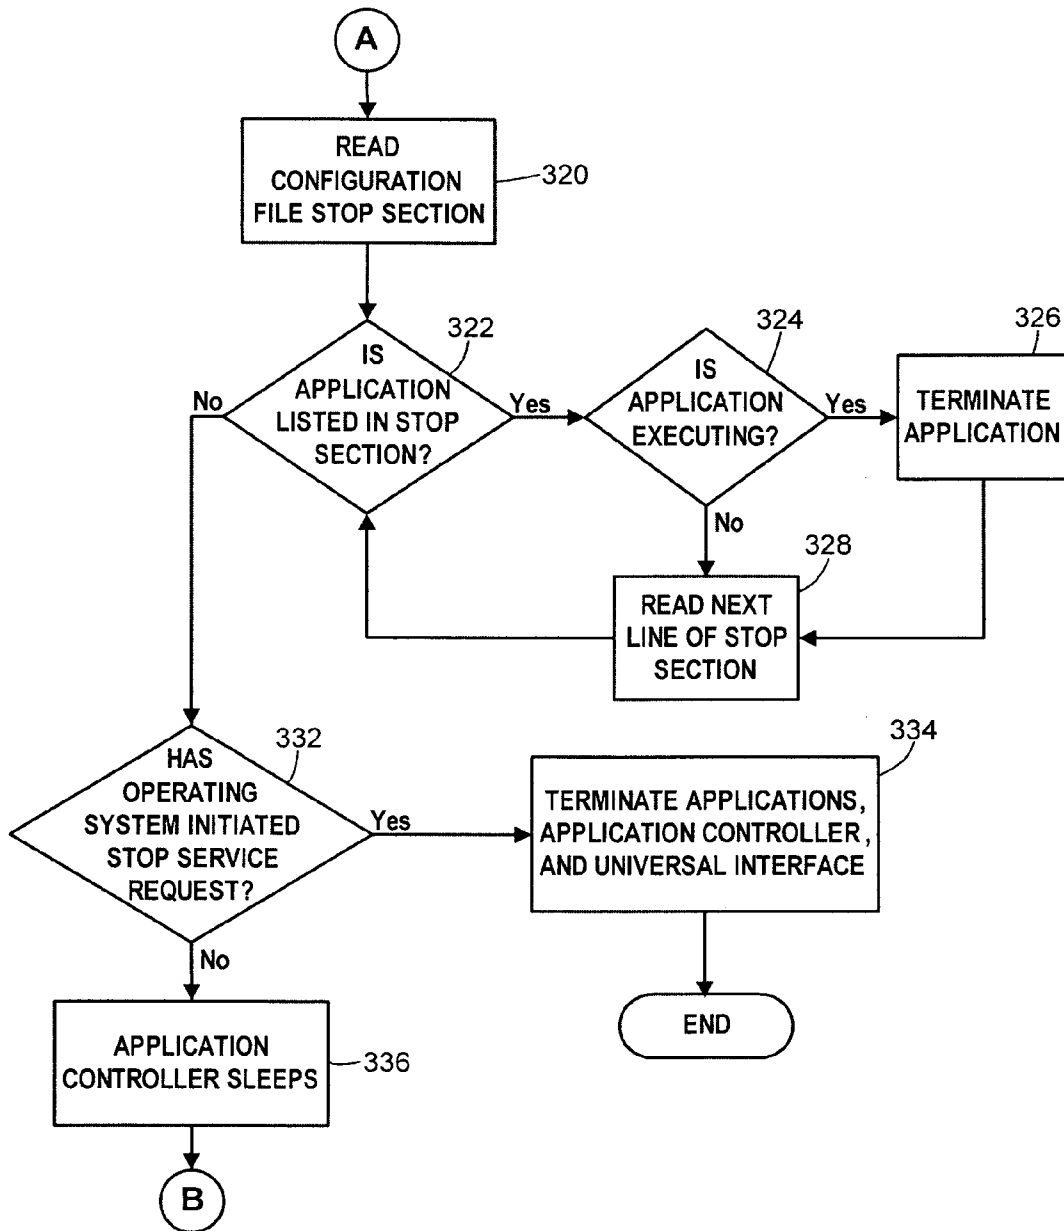 A
READ
CONFIGURATION
FILE STOP SECTION
320
322
IS
APPLICATION
LISTED IN STOP
SECTION?
No
Yes
324
IS
APPLICATION
EXECUTING?
Yes
No
326
TERMINATE
APPLICATION
328
READ NEXT
LINE OF STOP
SECTION
332
HAS
OPERATING
SYSTEM INITIATED
STOP SERVICE
REQUEST?
Yes
No
334
TERMINATE APPLICATIONS,
APPLICATION CONTROLLER,
AND UNIVERSAL INTERFACE
END
APPLICATION
CONTROLLER SLEEPS
336
B